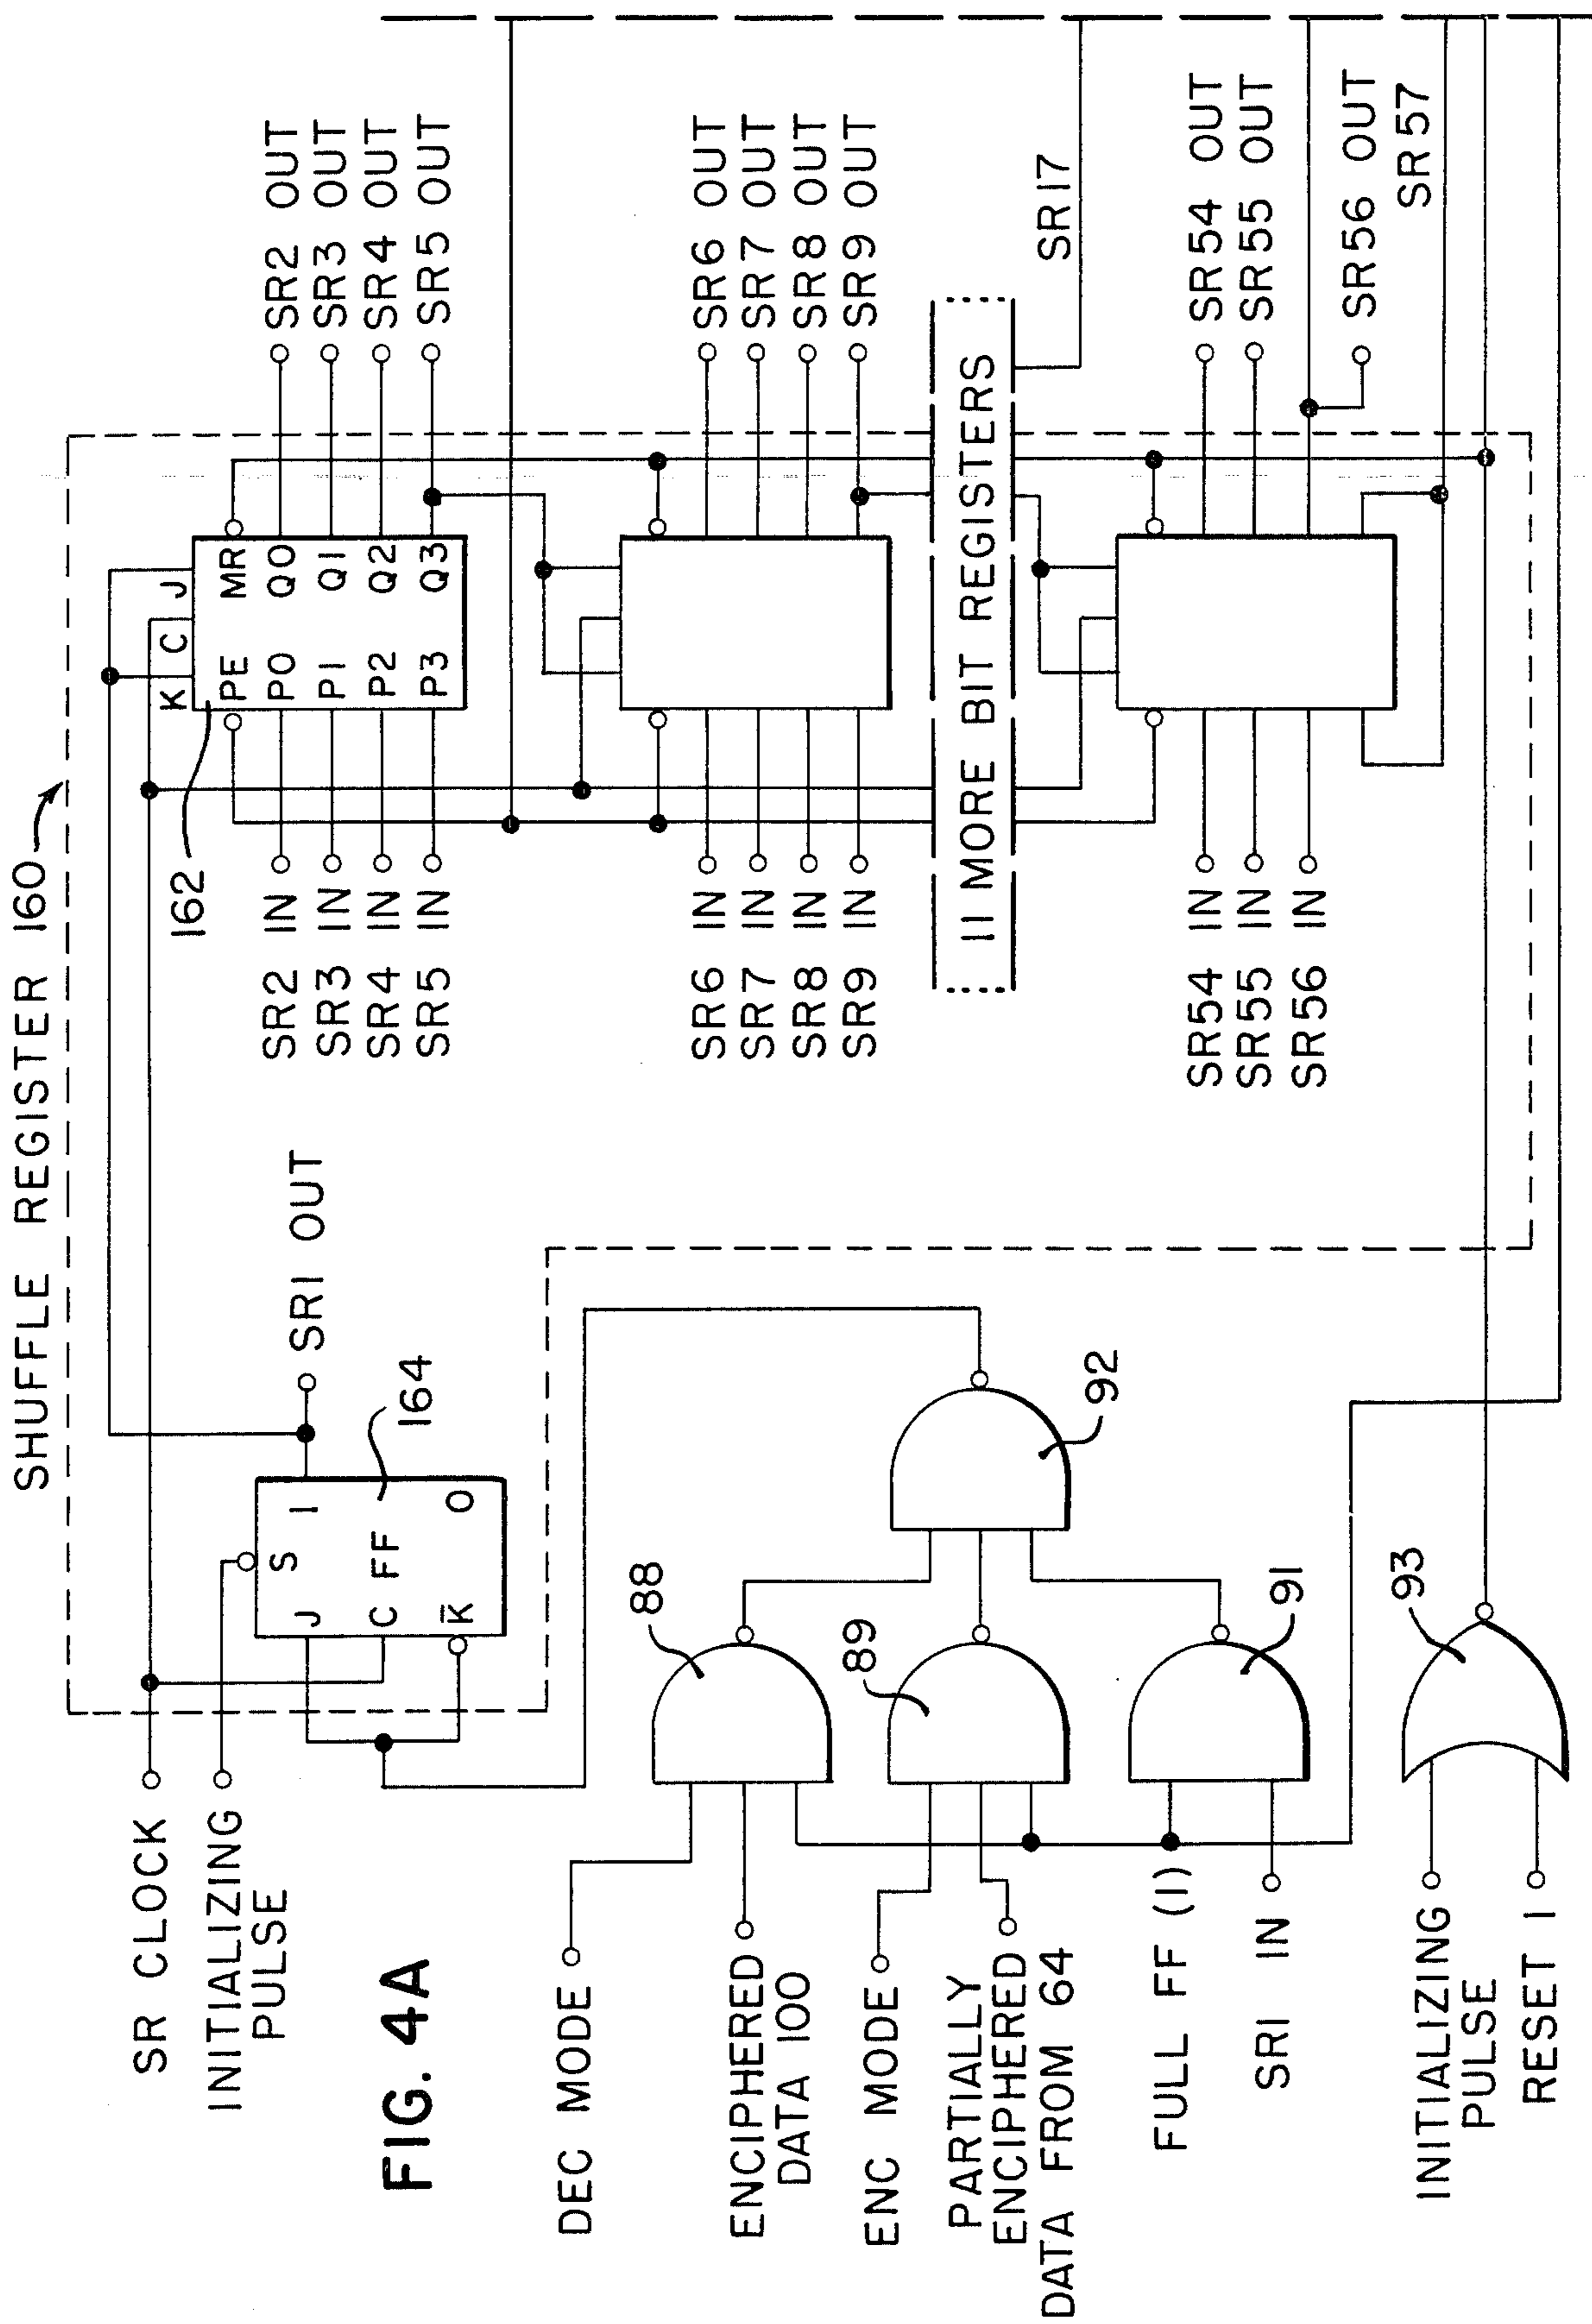 SHUFFLE REGISTER 160
SR CLOCK
INITIALIZING
PULSE
FIG. 4A
J
C
K
S
FF
1
0
164
SR1 OUT
K
C
J
PE
MR
P0
Q0
P1
Q1
P2
Q2
P3
Q3
162
SR2 IN
SR3 IN
SR4 IN
SR5 IN
SR2 OUT
SR3 OUT
SR4 OUT
SR5 OUT
SR6 IN
SR7 IN
SR8 IN
SR9 IN
SR6 OUT
SR7 OUT
SR8 OUT
SR9 OUT
11 MORE BIT REGISTERS
SR17
SR54 IN
SR55 IN
SR56 IN
SR54 OUT
SR55 OUT
SR56 OUT
SR57
DEC MODE
ENCIPHERED
DATA 100
88
ENC MODE
PARTIALLY
ENCIPHERED
DATA FROM 64
89
92
FULL FF (1)
SR1 IN
91
INITIALIZING
PULSE
RESET 1
93